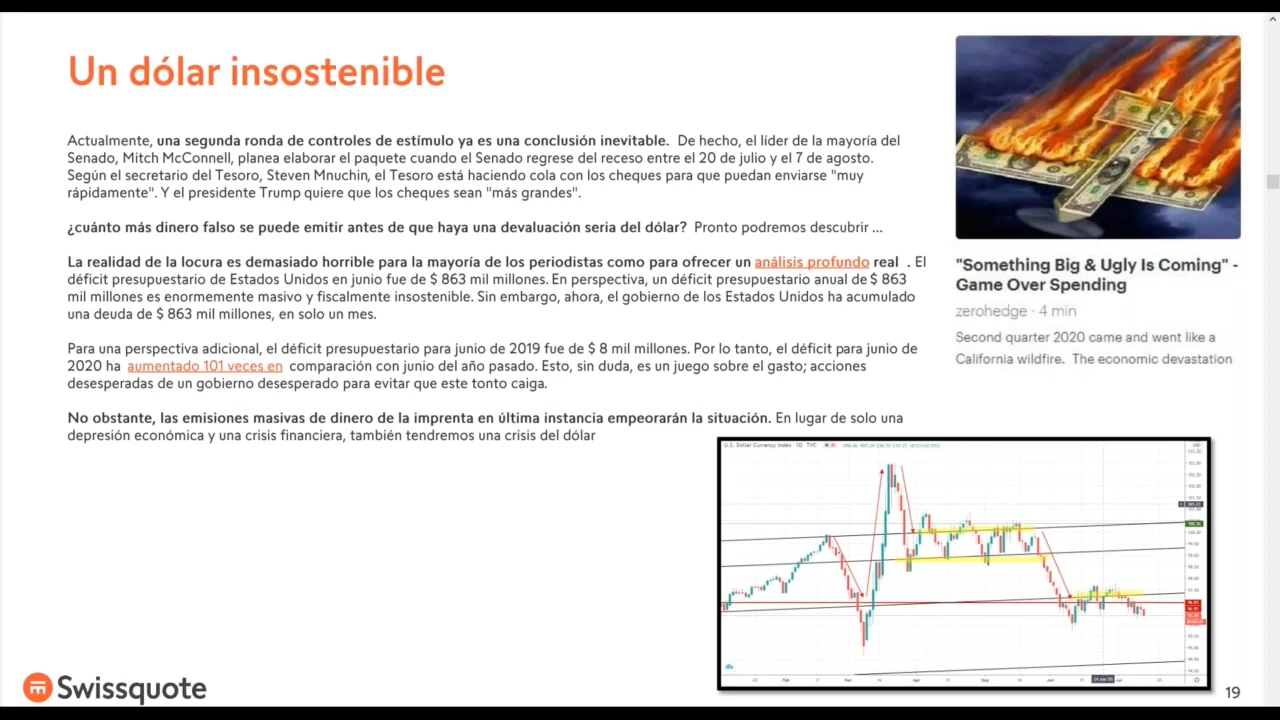 Un dólar insostenible
Actualmente, una segunda ronda de controles de estímulo ya es una conclusión inevitable. De hecho, el líder de la mayoría del
Senado, Mitch McConnell, planea elaborar el paquete cuando el Senado regrese del receso entre el 20 de julio y el 7 de agosto.
Según el secretario del Tesoro, Steven Mnuchin, el Tesoro está haciendo cola con los cheques para que puedan enviarse "muy
rápidamente". Y el presidente Trump quiere que los cheques sean "más grandes".
¿cuánto más dinero falso se puede emitir antes de que haya una devaluación seria del dólar? Pronto podremos descubrir ...
La realidad de la locura es demasiado horrible para la mayoría de los periodistas como para ofrecer un análisis profundo real . El
déficit presupuestario de Estados Unidos en junio fue de $ 863 mil millones. En perspectiva, un déficit presupuestario anual de $ 863
mil millones es enormemente masivo y fiscalmente insostenible. Sin embargo, ahora, el gobierno de los Estados Unidos ha acumulado
una deuda de $ 863 mil millones, en solo un mes.
Para una perspectiva adicional, el déficit presupuestario para junio de 2019 fue de $ 8 mil millones. Por lo tanto, el déficit para junio de
2020 ha aumentado 101 veces en comparación con junio del año pasado. Esto, sin duda, es un juego sobre el gasto; acciones
desesperadas de un gobierno desesperado para evitar que este tonto caiga.
No obstante, las emisiones masivas de dinero de la imprenta en última instancia empeorarán la situación. En lugar de solo una
depresión económica y una crisis financiera, también tendremos una crisis del dólar
"Something Big & Ugly Is Coming" -
Game Over Spending
zerohedge · 4 min
Second quarter 2020 came and went like a
California wildfire. The economic devastation
U.S. Dollar Currency Index 1D TVC
Swissquote
19